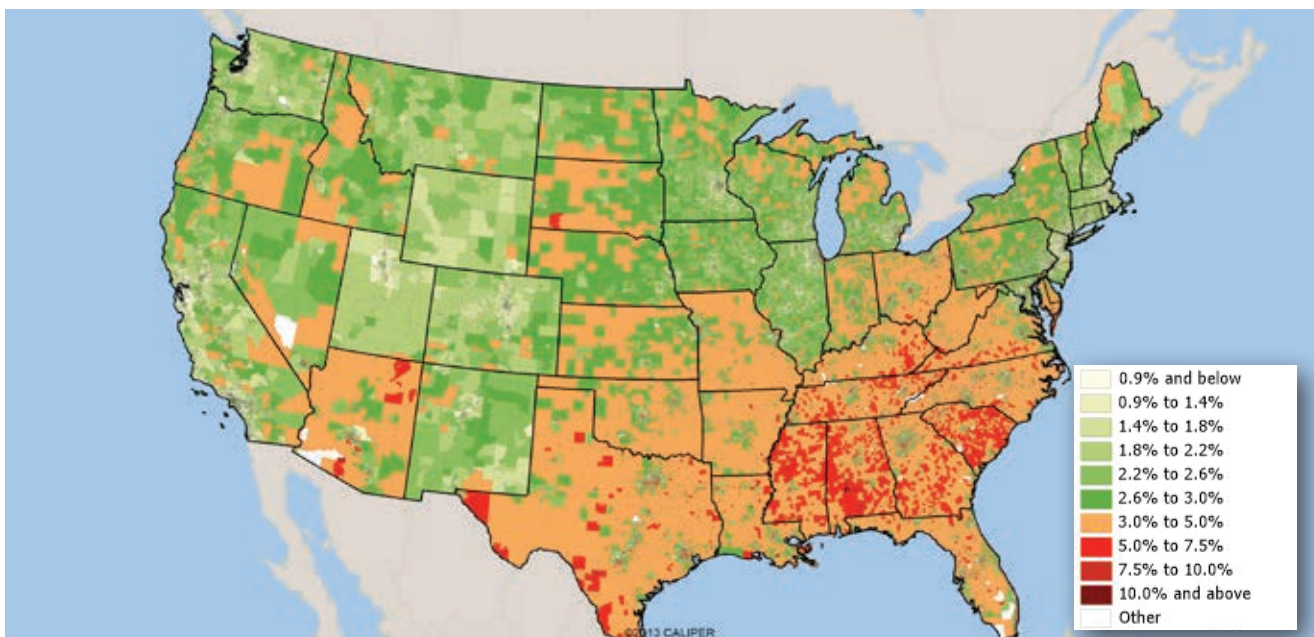 0.9% and below
0.9% to 1.4%
1.4% to 1.8%
1.8% to 2.2%
2.2% to 2.6%
2.6% to 3.0%
3.0% to 5.0%
5.0% to 7.5%
7.5% to 10.0%
10.0% and above
Other
©2013 CALIPER